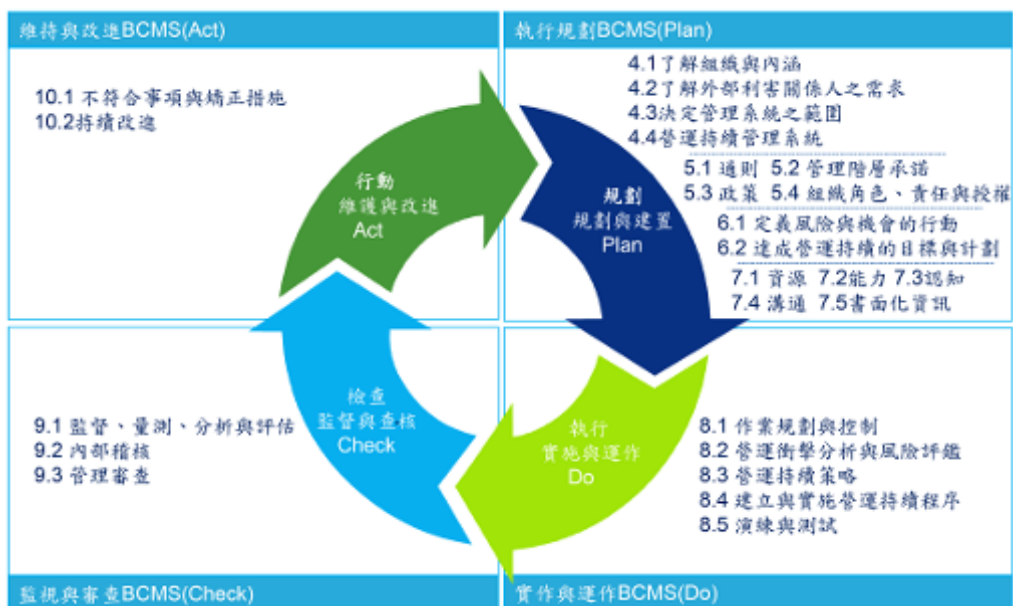 維持與改進BCMS(Act)
10.1 不符合事項與矯正措施
10.2持續改進
執行規劃BCMS(Plan)
4.1了解組織與內涵
4.2了解外部利害關係人之需求
4.3決定管理系統之範圍
4.4營運持續管理系統
5.1 通則 5.2 管理階層承諾
5.3 政策 5.4 組織角色、責任與授權
6.1 定義風險與機會的行動
6.2 達成營運持續的目標與計劃
7.1 資源 7.2能力 7.3認知
7.4 溝通 7.5書面化資訊
行動
維護與改進
Act
規劃
規劃與建置
Plan
檢查
監督與查核
Check
執行
實施與運作
Do
9.1 監督、量測、分析與評估
9.2 內部稽核
9.3 管理審查
8.1 作業規劃與控制
8.2 營運衝擊分析與風險評鑑
8.3 營運持續策略
8.4 建立與實施營運持續程序
8.5 演練與測試
監視與審查BCMS(Check)
實作與運作BCMS(Do)